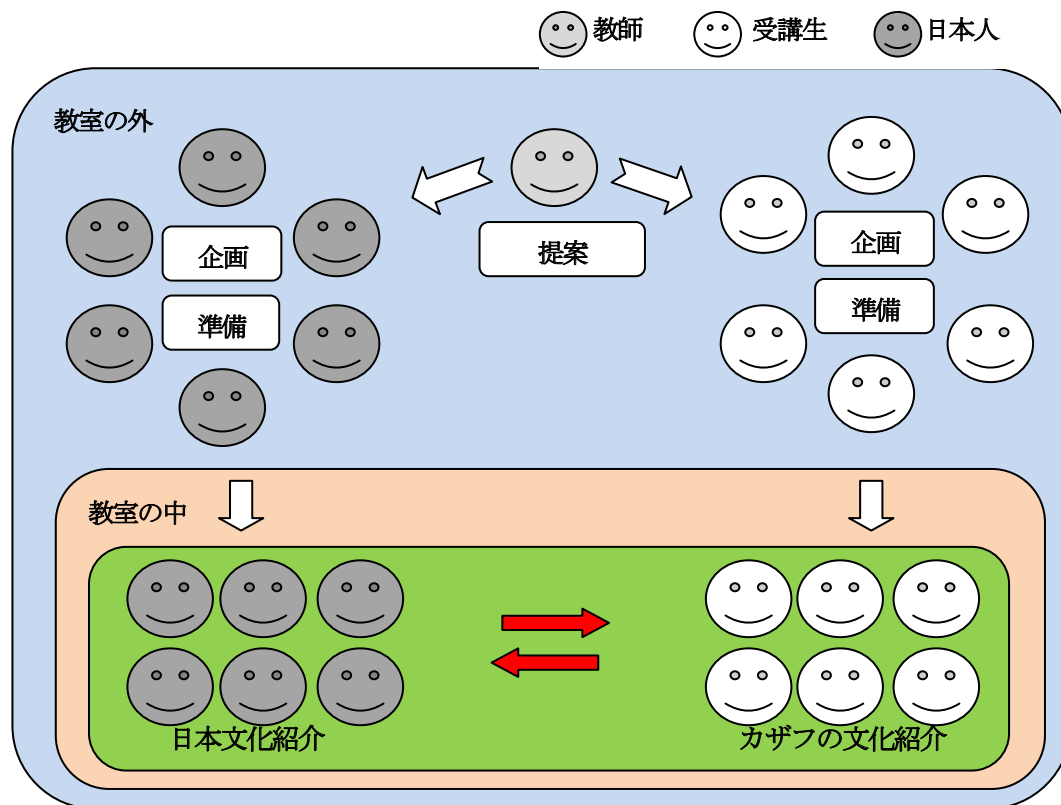 教師
受講生
日本人
教室の外
企画
準備
提案
企画
準備
教室の中
日本文化紹介
カザフの文化紹介